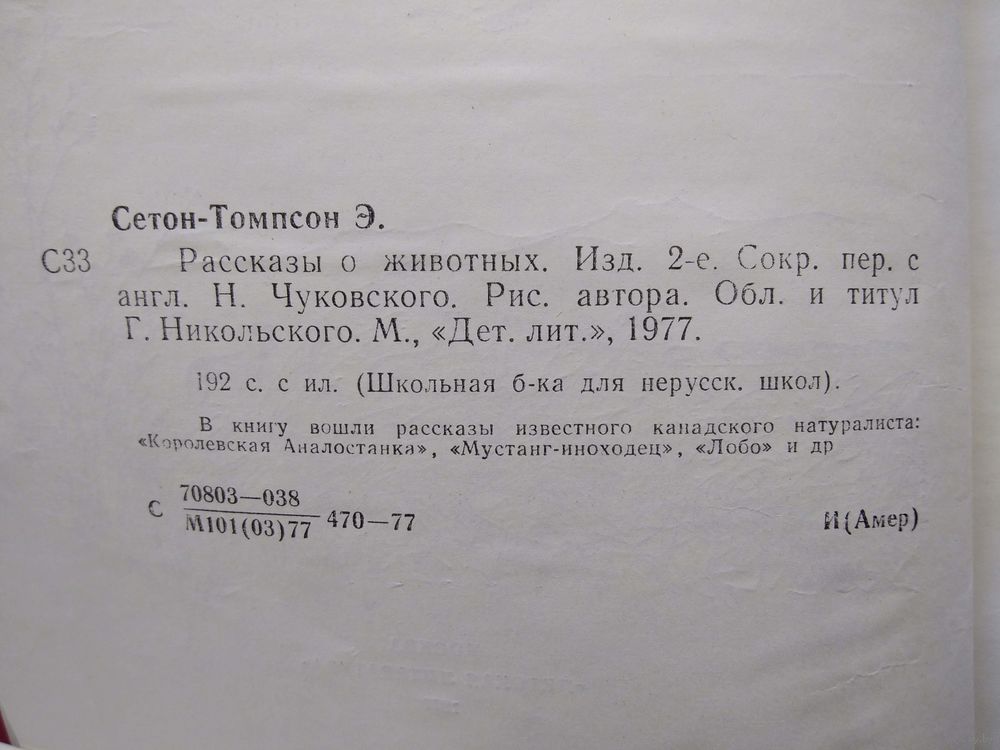 Сетон-Томпсон Э.
С33 Рассказы о животных. Изд. 2-е. Сокр. пер. с
англ. Н. Чуковского. Рис. автора. Обл. и титул
Г. Никольского. М., «Дет. лит.», 1977.
192 с. с ил. (Школьная б-ка для нерусск. школ).
В книгу вошли рассказы известного канадского натуралиста:
«Королевская Аналостанка», «Мустанг-иноходец», «Лобо» и др
70803—038
С М101(03)77 470—77 И(Амер)